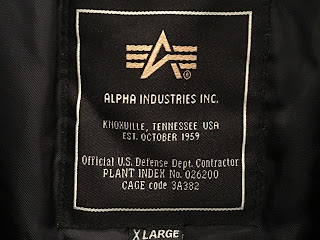 ®
ALPHA INDUSTRIES INC.
KNOXVILLE, TENNESSEE USA
EST. OCTOBER 1959
Official U.S. Defense Dept. Contractor
PLANT INDEX No. 026200
CAGE code 3A382
X LARGE